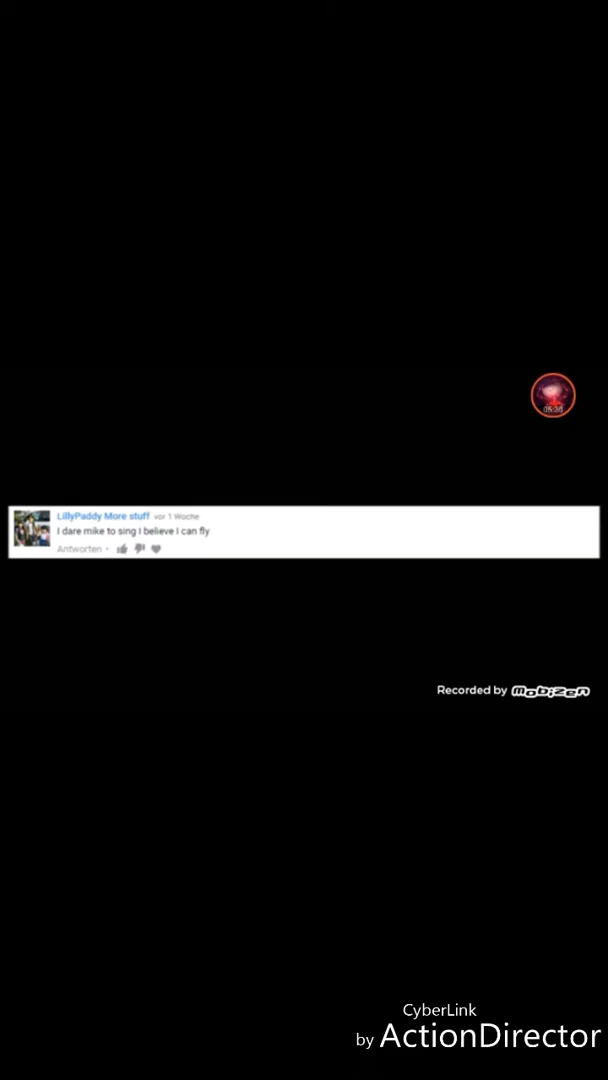 05:30
LillyPaddy More stuff vor 1 Woche
I dare mike to sing I believe I can fly
Antworten •
Recorded by Mobizen
CyberLink
by ActionDirector